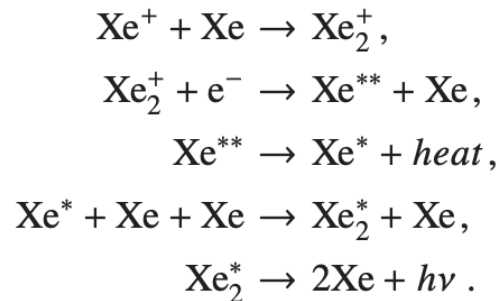 Xe⁺ + Xe → Xe₂⁺,
Xe₂⁺ + e⁻ → Xe** + Xe,
Xe** → Xe* + heat,
Xe* + Xe + Xe → Xe₂* + Xe,
Xe₂* → 2Xe + hν .